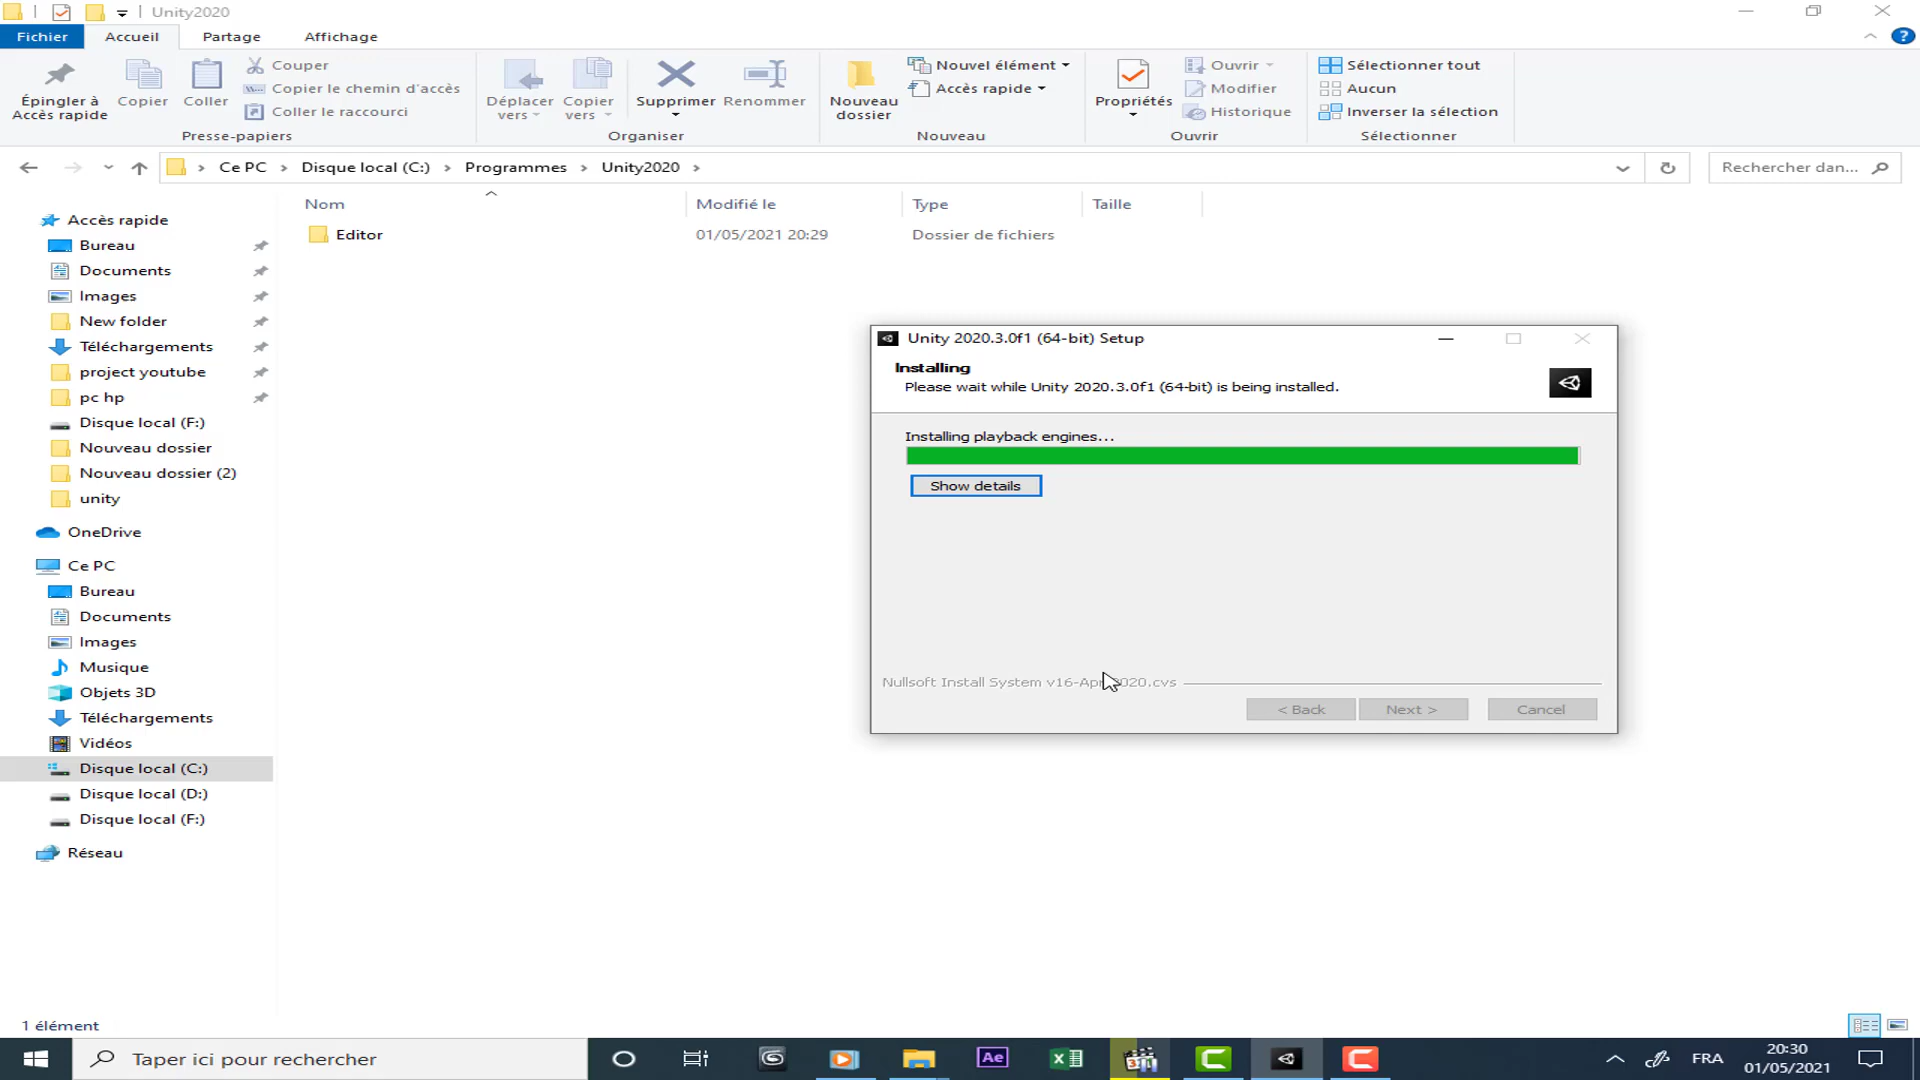 Unity2020
Fichier Accueil Partage Affichage
Épingler à Accès rapide
Copier
Coller
Couper
Copier le chemin d'accès
Coller le raccourci
Presse-papiers
Déplacer vers
Copier vers
Supprimer
Renommer
Organiser
Nouveau dossier
Nouvel élément
Accès rapide
Nouveau
Propriétés
Ouvrir
Modifier
Historique
Ouvrir
Sélectionner tout
Aucun
Inverser la sélection
Sélectionner
Ce PC Disque local (C:) Programmes Unity2020
Rechercher dan...
Nom Modifié le Type Taille
Editor 01/05/2021 20:29 Dossier de fichiers
Accès rapide
Bureau
Documents
Images
New folder
Téléchargements
project youtube
pc hp
Disque local (F:)
Nouveau dossier
Nouveau dossier (2)
unity
OneDrive
Ce PC
Bureau
Documents
Images
Musique
Objets 3D
Téléchargements
Vidéos
Disque local (C:)
Disque local (D:)
Disque local (F:)
Réseau
1 élément
Unity 2020.3.0f1 (64-bit) Setup
Installing
Please wait while Unity 2020.3.0f1 (64-bit) is being installed.
Installing playback engines...
Show details
Nullsoft Install System v16-Apr-2020.cvs
< Back Next > Cancel
Taper ici pour rechercher
Ae
FRA
20:30
01/05/2021